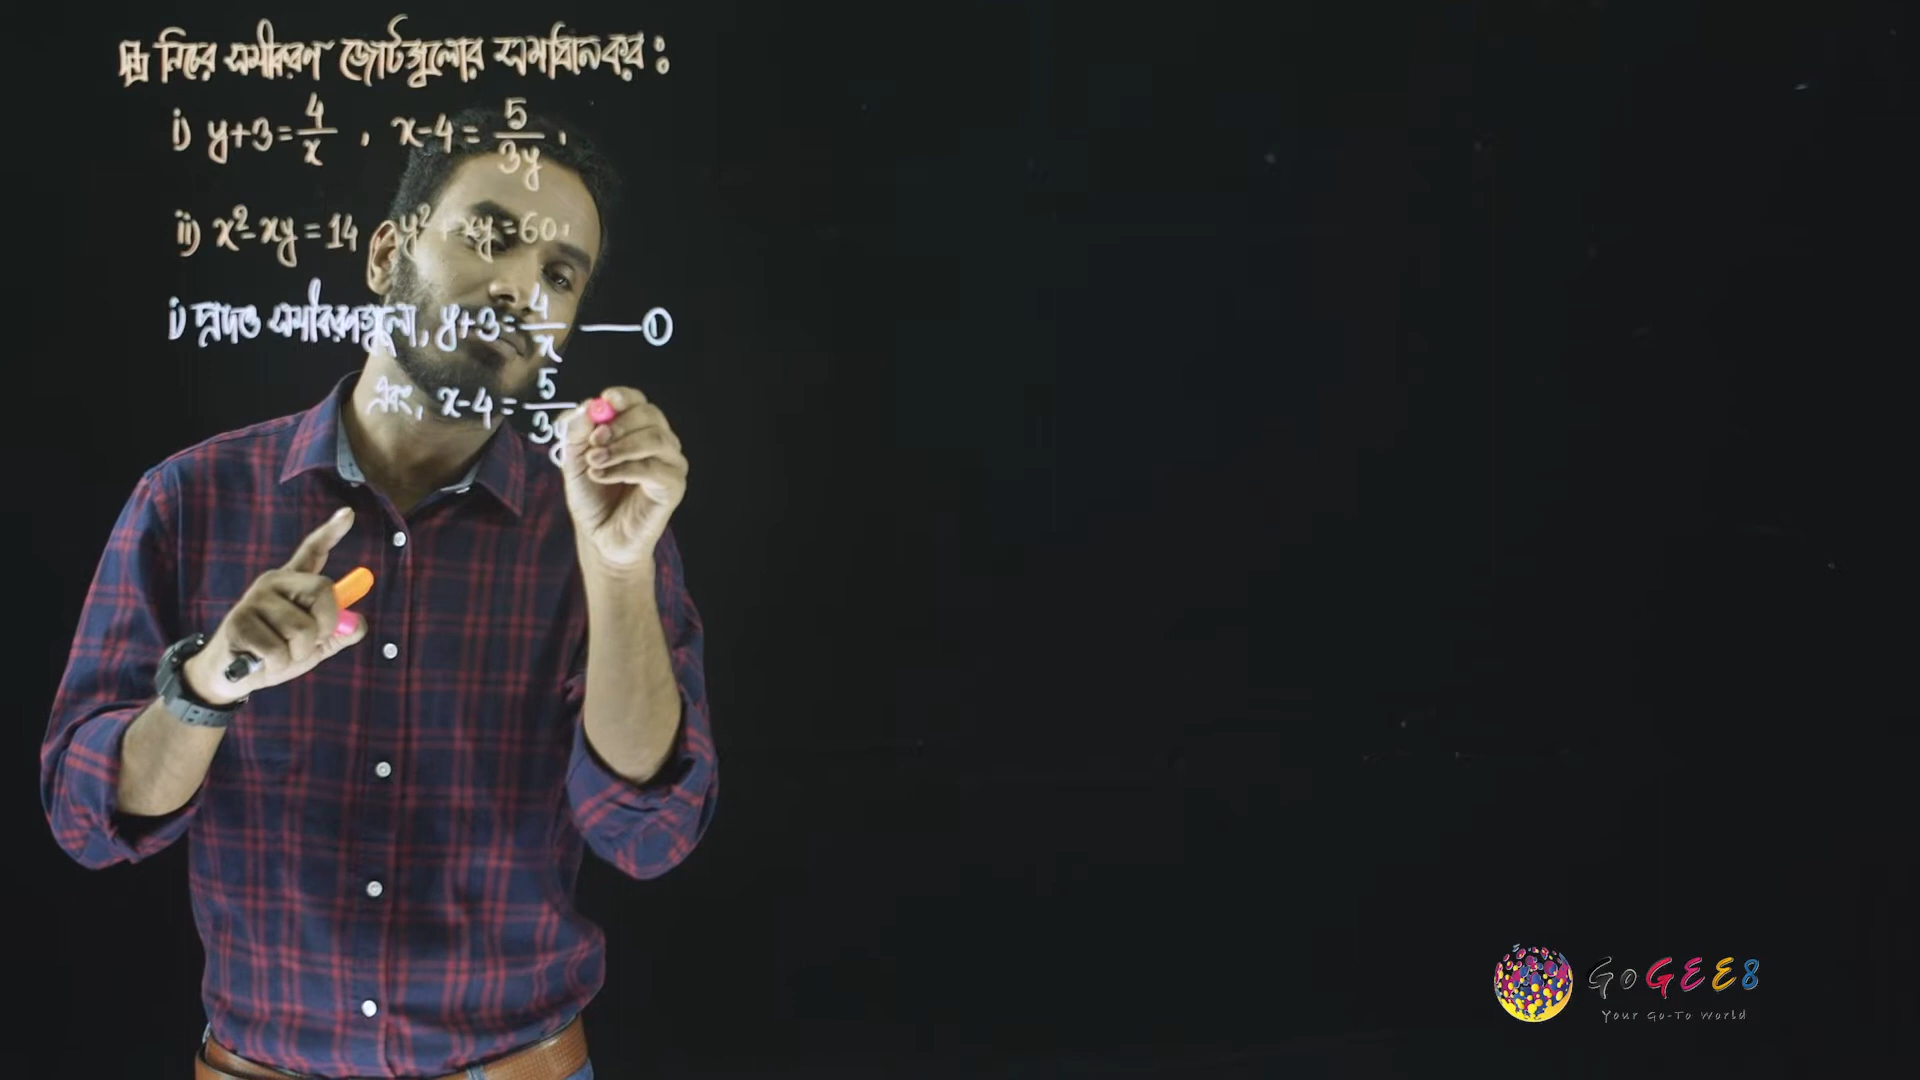 প্রশ্ন নিচের সমীকরণ জোটগুলোর সমাধান কর :
i) y+3 = 4/x , x-4 = 5/3y ,
ii) x²-xy = 14 , y²+xy = 60 ,
i) প্রদত্ত সমীকরণগুলো, y+3 = 4/x —— ①
এবং, x-4 = 5/3y
GOGEE8
Your Go-To World